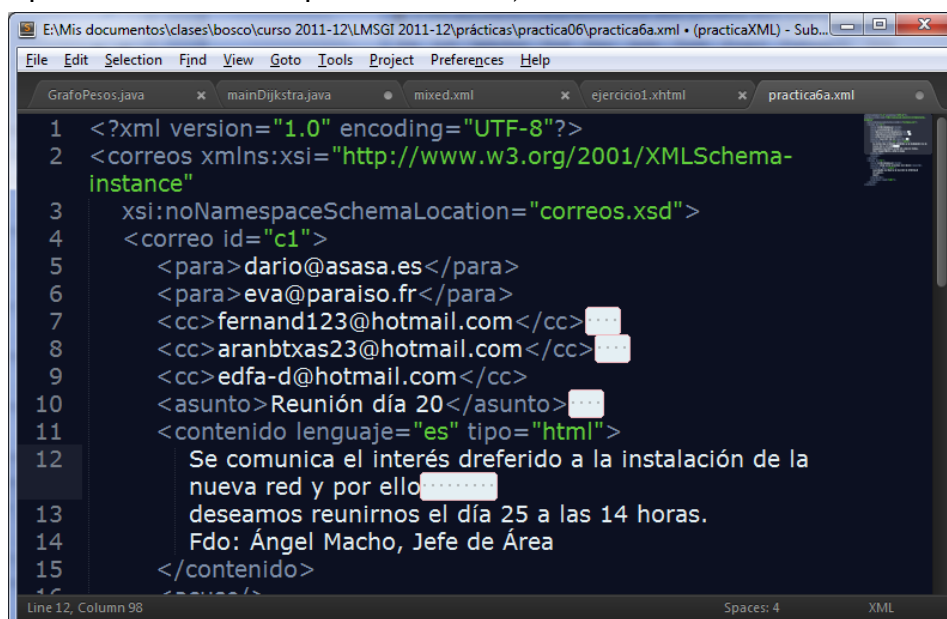 E:\Mis documentos\clases\bosco\curso 2011-12\LMSGI 2011-12\prácticas\practica06\practica6a.xml • (practicaXML) - Sub...
File Edit Selection Find View Goto Tools Project Preferences Help
GrafoPesos.java × mainDijkstra.java • mixed.xml × ejercicio1.xhtml × practica6a.xml •
1 <?xml version="1.0" encoding="UTF-8"?>
2 <correos xmlns:xsi="http://www.w3.org/2001/XMLSchema-
instance"
3 xsi:noNamespaceSchemaLocation="correos.xsd">
4 <correo id="c1">
5 <para>dario@asasa.es</para>
6 <para>eva@paraiso.fr</para>
7 <cc>fernand123@hotmail.com</cc>
8 <cc>aranbtxas23@hotmail.com</cc>
9 <cc>edfa-d@hotmail.com</cc>
10 <asunto>Reunión día 20</asunto>
11 <contenido lenguaje="es" tipo="html">
12 Se comunica el interés dreferido a la instalación de la
nueva red y por ello
13 deseamos reunirnos el día 25 a las 14 horas.
14 Fdo: Ángel Macho, Jefe de Área
15 </contenido>
Line 12, Column 98 Spaces: 4 XML